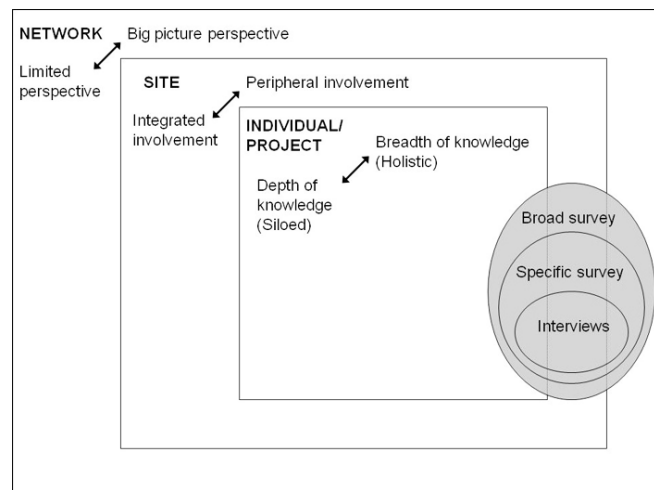 NETWORK
Big picture perspective
Limited
perspective
SITE
Peripheral involvement
Integrated
involvement
INDIVIDUAL/
PROJECT
Breadth of knowledge
(Holistic)
Depth of
knowledge
(Siloed)
Broad survey
Specific survey
Interviews